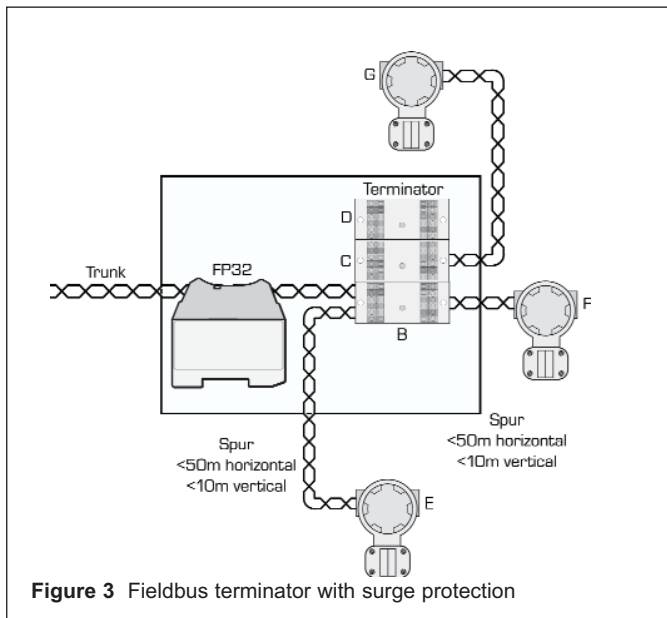 G
Terminator
D
C
Trunk
FP32
F
B
Spur
<50m horizontal
<10m vertical
Spur
<50m horizontal
<10m vertical
E
Figure 3 Fieldbus terminator with surge protection